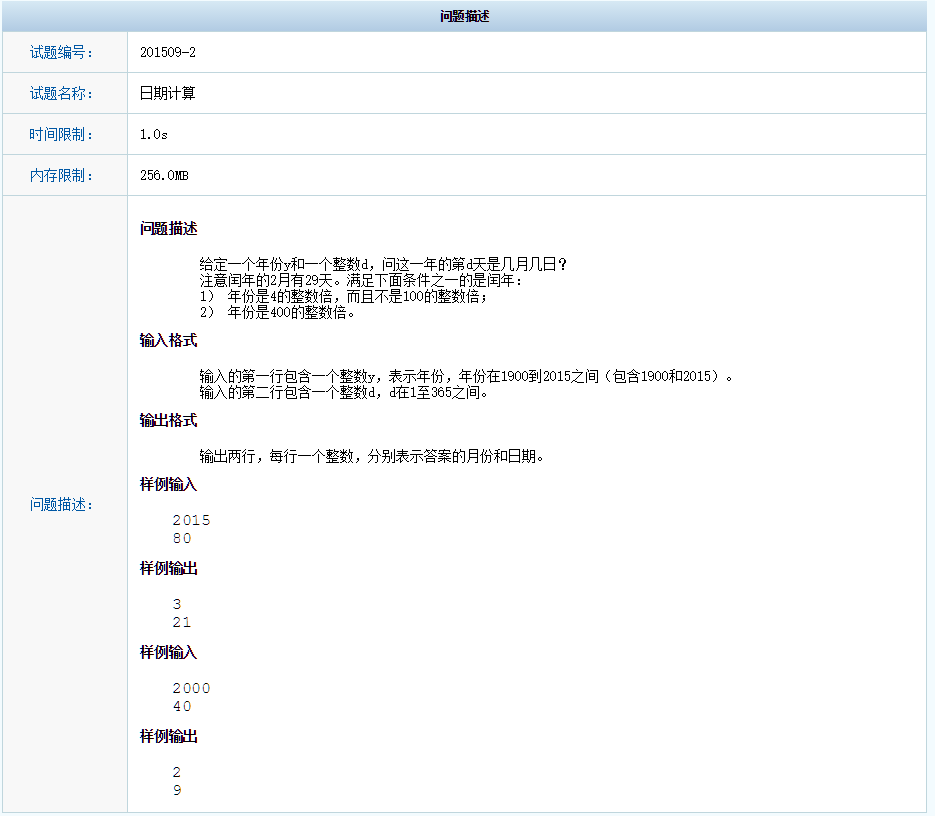 问题描述
试题编号： 201509-2
试题名称： 日期计算
时间限制： 1.0s
内存限制： 256.0MB
问题描述：
问题描述
给定一个年份y和一个整数d，问这一年的第d天是几月几日？
注意闰年的2月有29天。满足下面条件之一的是闰年：
1） 年份是4的整数倍，而且不是100的整数倍；
2） 年份是400的整数倍。
输入格式
输入的第一行包含一个整数y，表示年份，年份在1900到2015之间（包含1900和2015）。
输入的第二行包含一个整数d，d在1至365之间。
输出格式
输出两行，每行一个整数，分别表示答案的月份和日期。
样例输入
2015
80
样例输出
3
21
样例输入
2000
40
样例输出
2
9